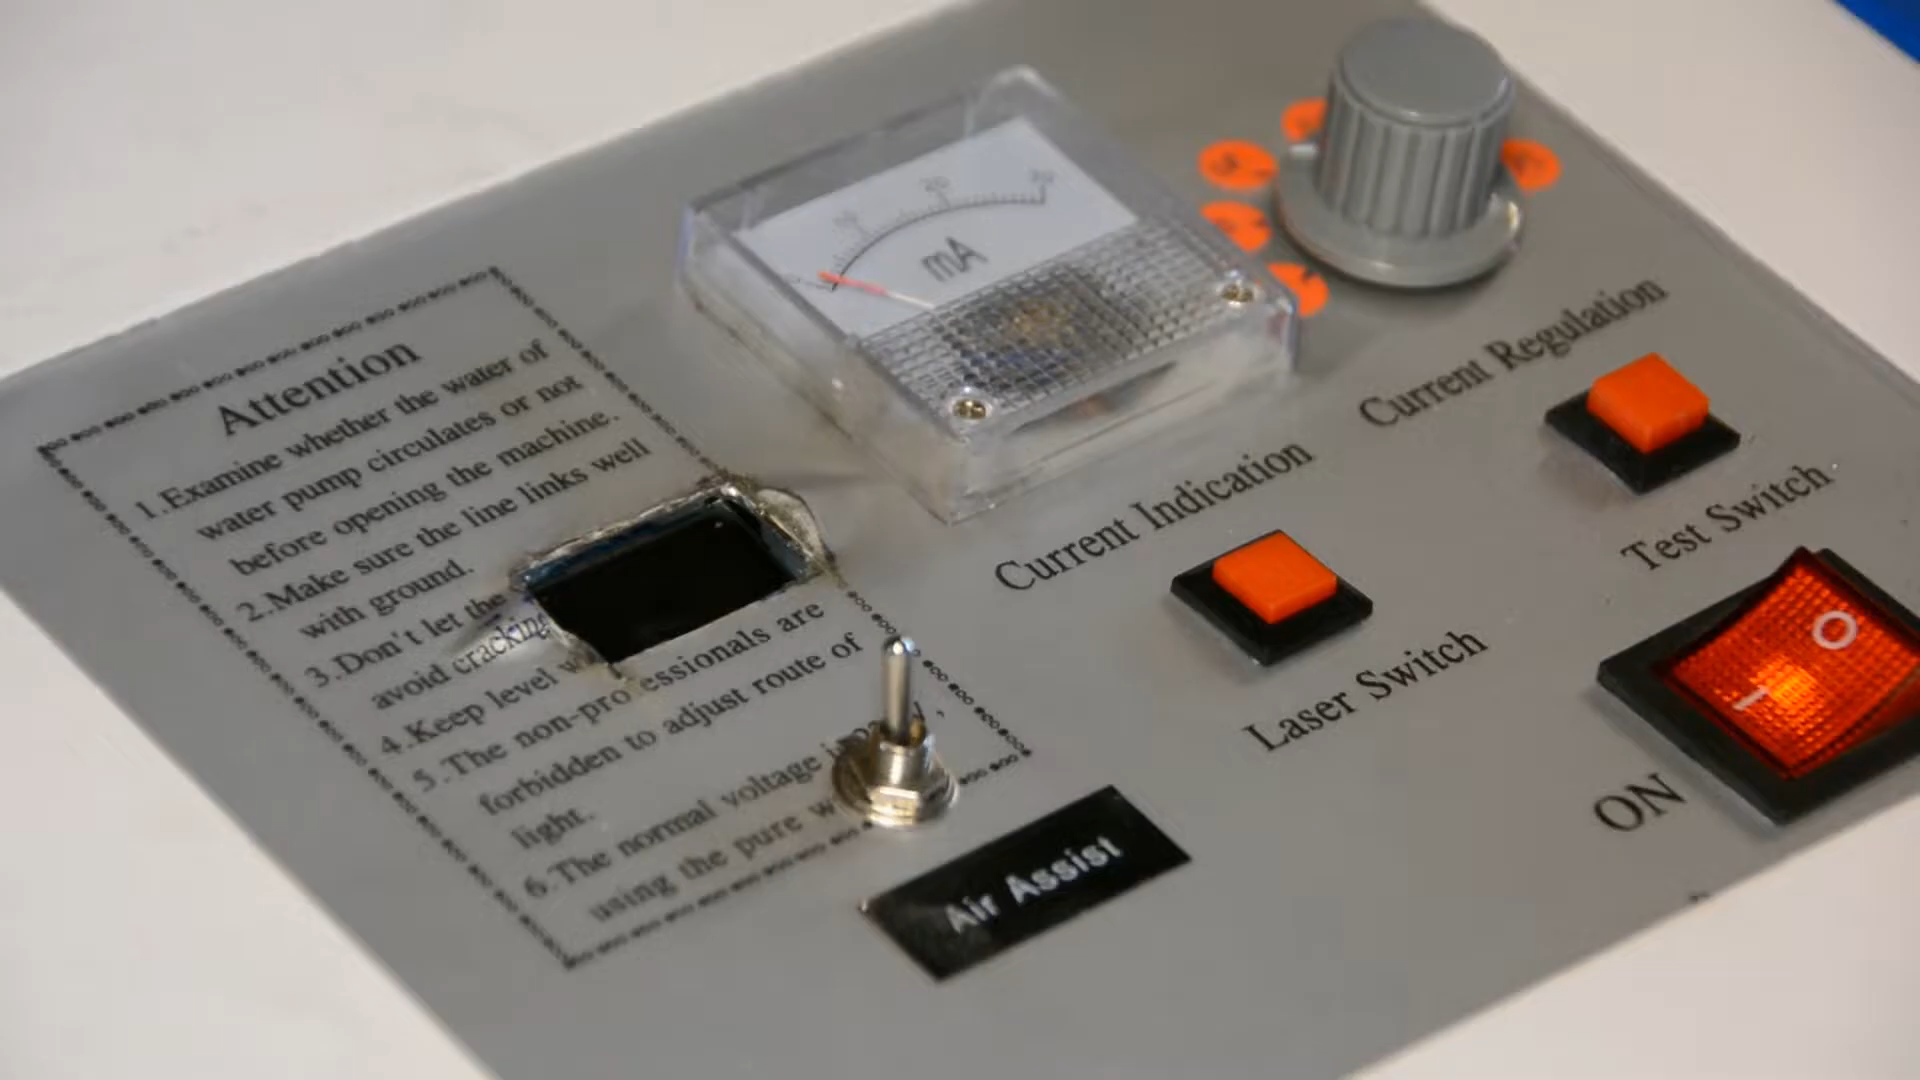 Attention
1.Examine whether the water of
water pump circulates or not
before opening the machine.
2.Make sure the line links well
with ground.
3.Don't let the
avoid cracking
4.Keep level w
5.The non-pro essionals are
forbidden to adjust route of
light.
6.The normal voltage
using the pure w
10
20
30
mA
Current Indication
Current Regulation
Laser Switch
Test Switch
Air Assist
ON